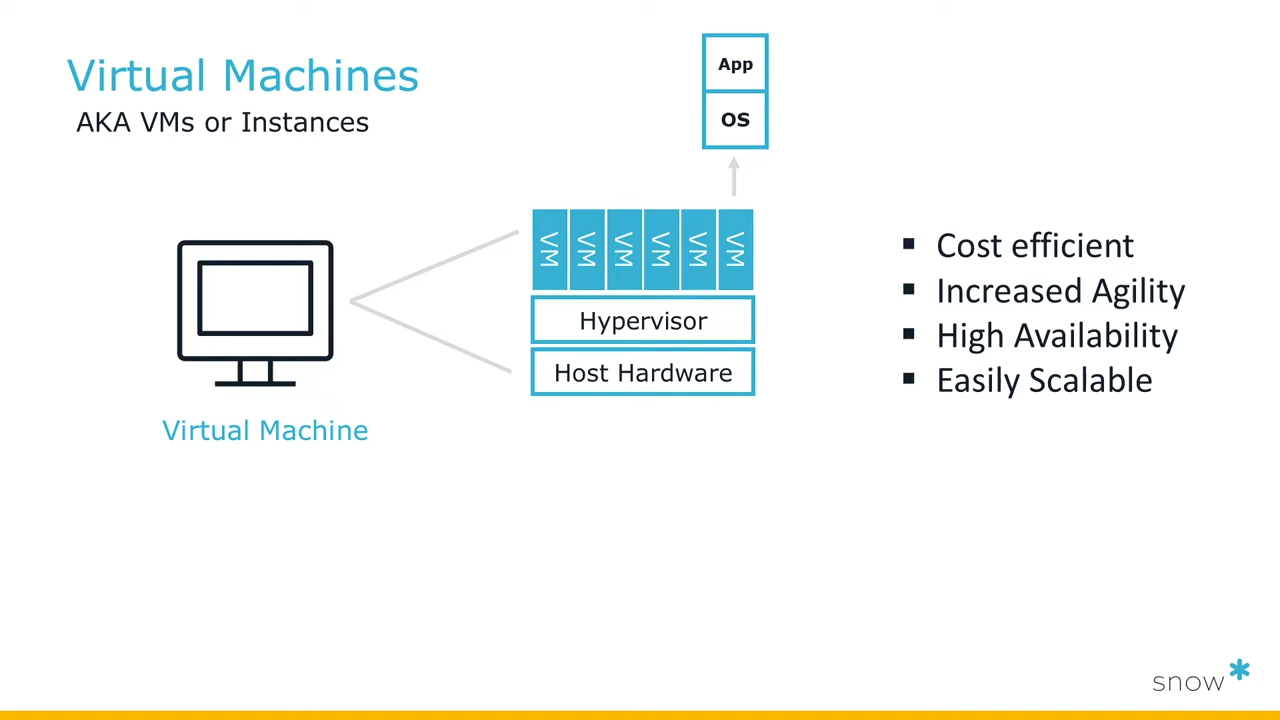 Virtual Machines
AKA VMs or Instances
App
OS
VM VM VM VM VM VM
Hypervisor
Host Hardware
Virtual Machine
▪ Cost efficient
▪ Increased Agility
▪ High Availability
▪ Easily Scalable
snow